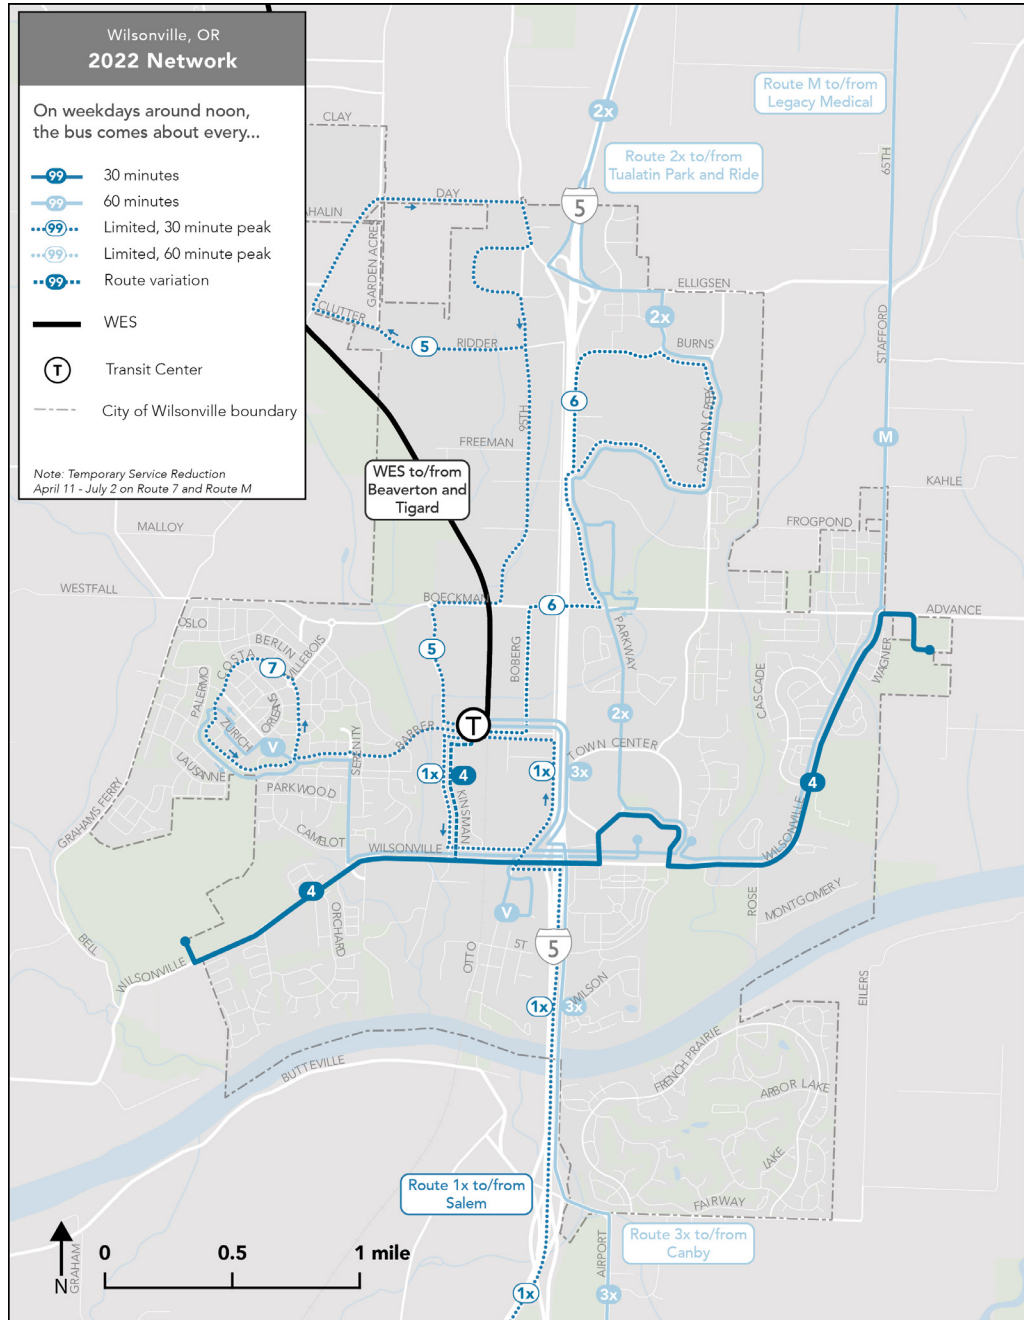 Wilsonville, OR
2022 Network
On weekdays around noon,
the bus comes about every...
99 30 minutes
99 60 minutes
99 Limited, 30 minute peak
99 Limited, 60 minute peak
99 Route variation
WES
T Transit Center
City of Wilsonville boundary
Note: Temporary Service Reduction
April 11 - July 2 on Route 7 and Route M
Route M to/from
Legacy Medical
2x
CLAY
65TH
Route 2x to/from
Tualatin Park and Ride
DAY
5
AHALIN
GARDEN ACRES
ELLIGSEN
CLUTTER
2x
STAFFORD
5
RIDDER
BURNS
6
CANYON CREEK
95TH
FREEMAN
M
WES to/from
Beaverton and
Tigard
KAHLE
MALLOY
FROGPOND
WESTFALL
BOECKMAN
6
ADVANCE
OSLO
BERLIN
VILLEBOIS
COSTA
7
5
BOBERG
PARKWAY
WAGNER
PALERMO
ORLEANS
CASCADE
ZURICH
2x
BARBER
T
SERENITY
V
TOWN CENTER
LAUSANNE
1x
4
1x
3x
4
PARKWOOD
KINSMAN
GRAHAMS FERRY
CAMELOT
WILSONVILLE
WILSONVILLE
4
ROSE
MONTGOMERY
V
ORCHARD
BELL
5T
5
OTTO
WILSONVILLE
EILERS
1x
3x
WILSON
BUTTEVILLE
FRENCH PRAIRIE
ARBOR LAKE
LAKE
Route 1x to/from
Salem
FAIRWAY
Route 3x to/from
Canby
AIRPORT
0 0.5 1 mile
N
GRAHAM
1x
3x